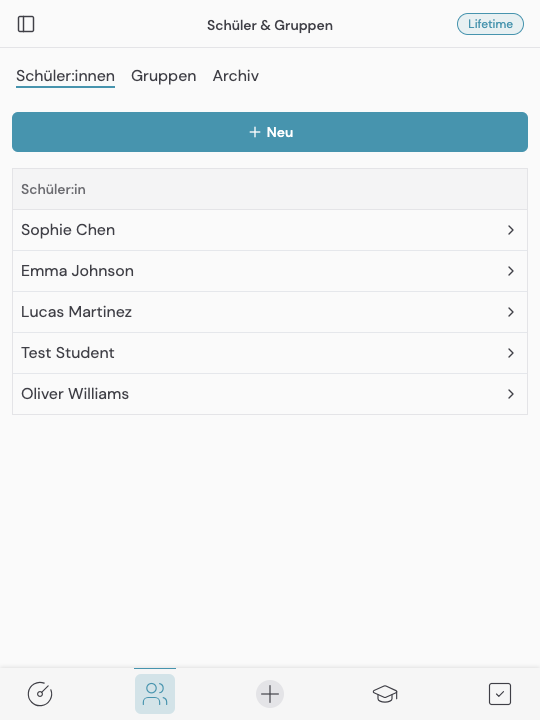 Schüler & Gruppen
Lifetime
Schüler:innen
Gruppen
Archiv
Neu
Schüler:in
Sophie Chen
Emma Johnson
Lucas Martinez
Test Student
Oliver Williams